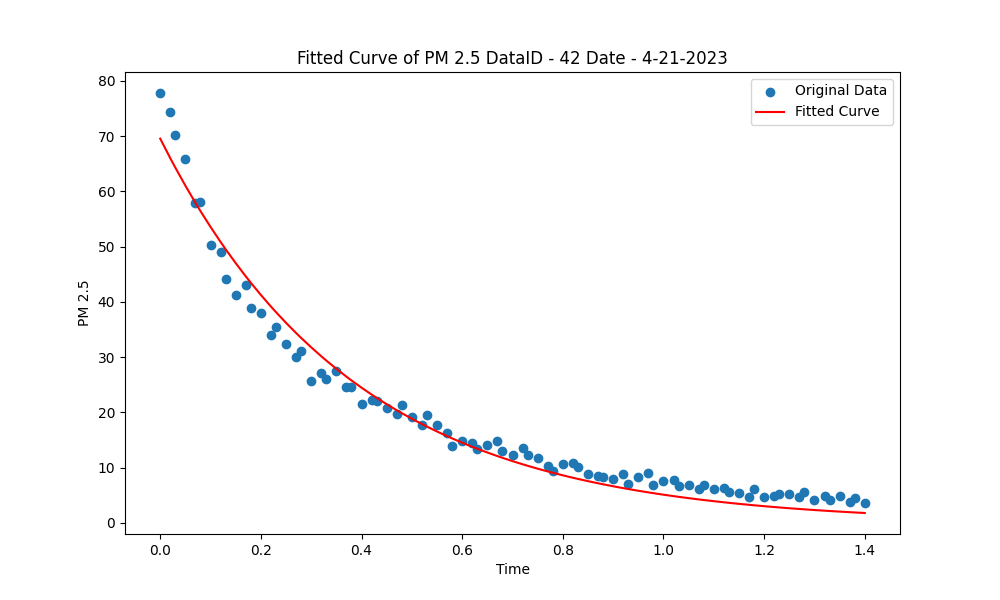 Fitted Curve of PM 2.5 DataID - 42 Date - 4-21-2023
Original Data
Fitted Curve
80
70
60
50
40
30
20
10
0
PM 2.5
0.0 0.2 0.4 0.6 0.8 1.0 1.2 1.4
Time